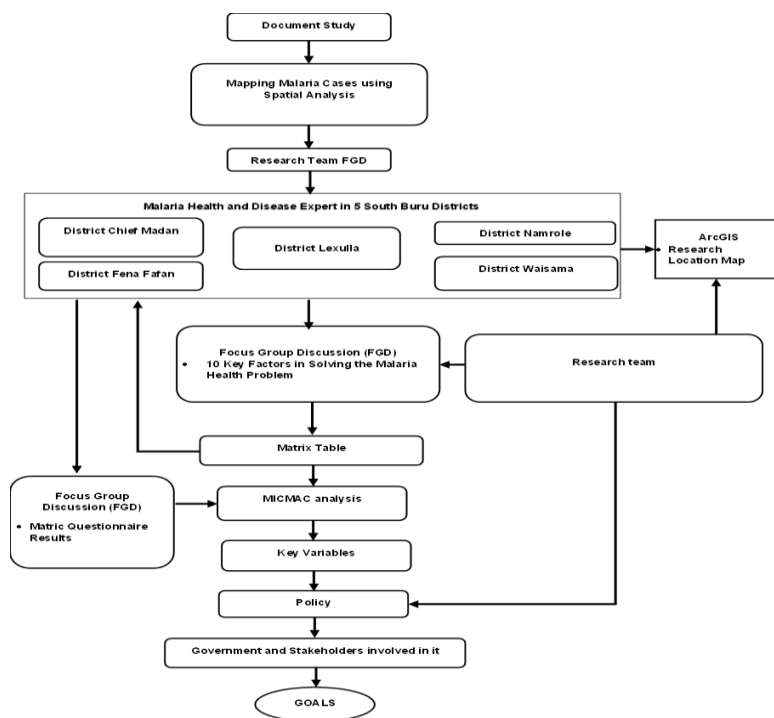 Document Study
Mapping Malaria Cases using
Spatial Analysis
Research Team FGD
Malaria Health and Disease Expert in 5 South Buru Districts
District Chief Madan
District Lexulla
District Namrole
District Fena Fafan
District Waisama
ArcGIS
• Research
Location Map
Focus Group Discussion (FGD)
• 10 Key Factors in Solving the Malaria
Health Problem
Research team
Matrix Table
Focus Group
Discussion (FGD)
• Matric Questionnaire
Results
MICMAC analysis
Key Variables
Policy
Government and Stakeholders involved in it
GOALS